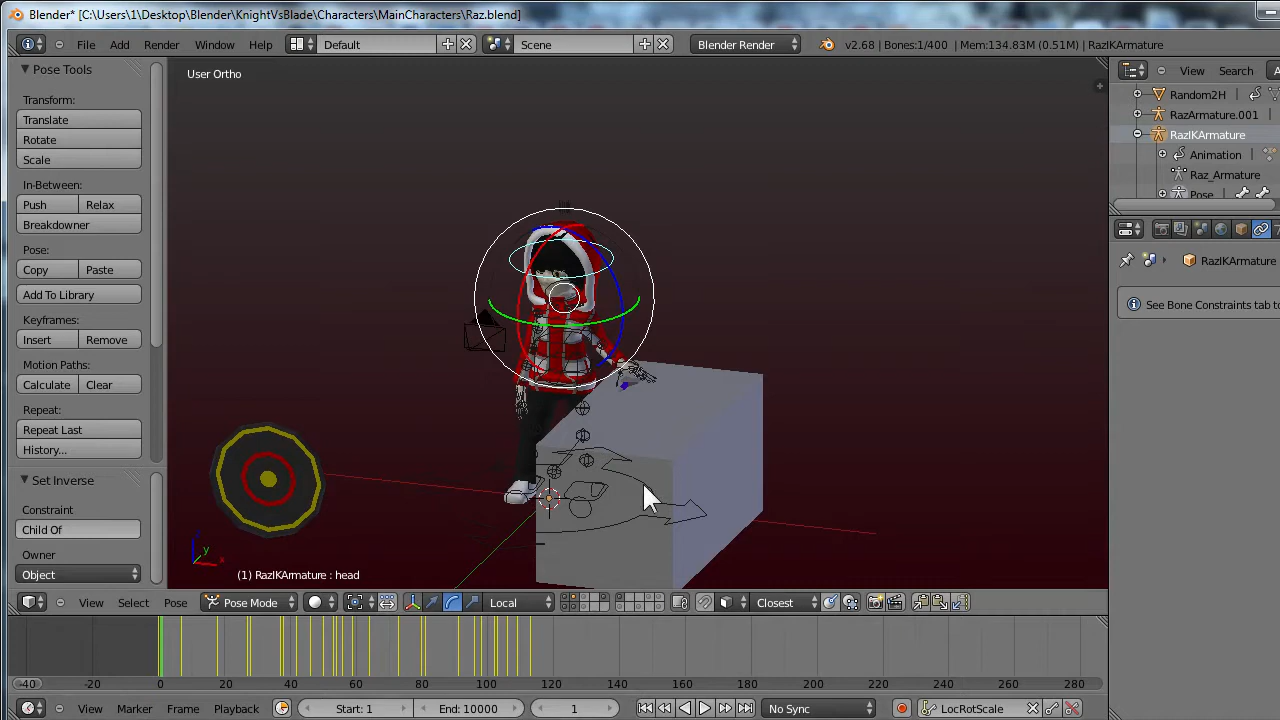 Blender* [C:\Users\1\Desktop\Blender\KnightVsBlade\Characters\MainCharacters\Raz.blend]
File Add Render Window Help Default Scene Blender Render v2.68 | Bones:1/400 | Mem:134.83M (0.51M) | RazIKArmature
Pose Tools
User Ortho
View Search
Transform:
Translate
Rotate
Scale
In-Between:
Push Relax
Breakdowner
Pose:
Copy Paste
Add To Library
Keyframes:
Insert Remove
Motion Paths:
Calculate Clear
Repeat:
Repeat Last
History...
Set Inverse
Constraint
Child Of
Owner
Object
Random2H
RazArmature.001
RazIKArmature
Animation
Raz_Armature
Pose
RazIKArmature
See Bone Constraints tab to
z
y
x
(1) RazIKArmature : head
View Select Pose Pose Mode Local Closest
-40 -20 0 20 40 60 80 100 120 140 160 180 200 220 240 260 280
View Marker Frame Playback Start: 1 End: 10000 1 No Sync LocRotScale